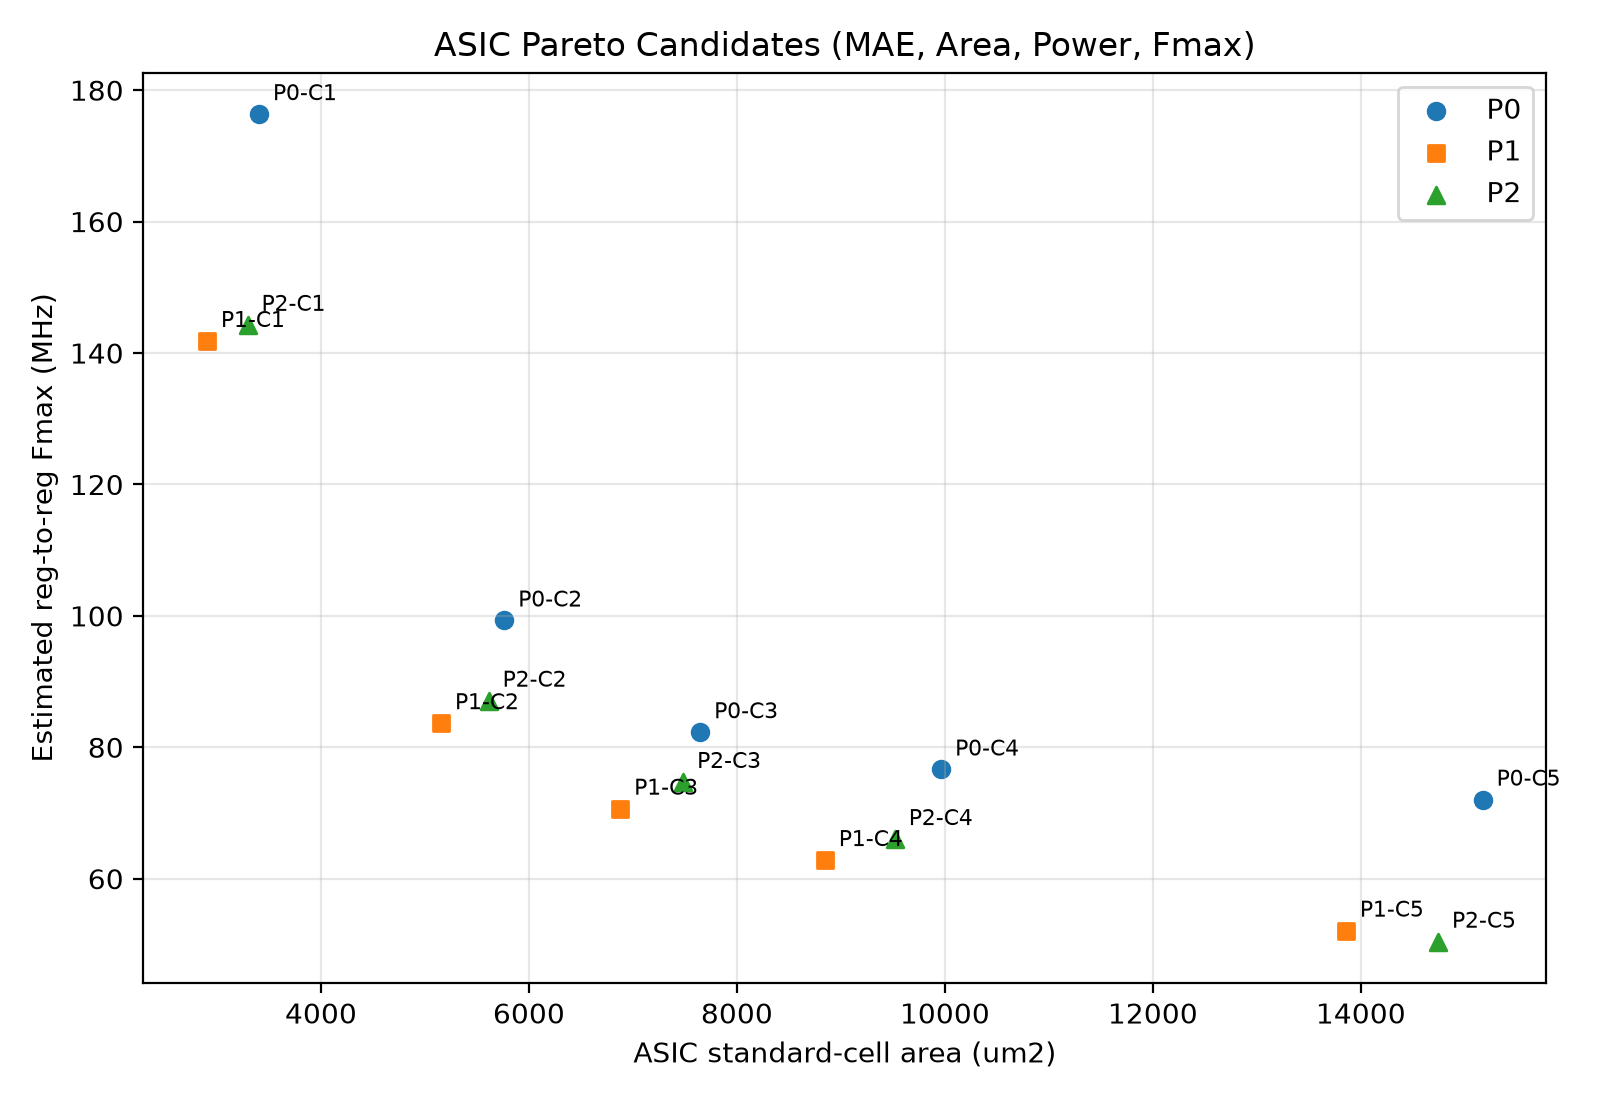 ASIC Pareto Candidates (MAE, Area, Power, Fmax)
Estimated reg-to-reg Fmax (MHz)
180
160
140
120
100
80
60
P0-C1
P2-C1
P1-C1
P0-C2
P2-C2
P1-C2
P0-C3
P2-C3
P1-C3
P0-C4
P2-C4
P1-C4
P0-C5
P1-C5
P2-C5
P0
P1
P2
4000 6000 8000 10000 12000 14000
ASIC standard-cell area (um2)